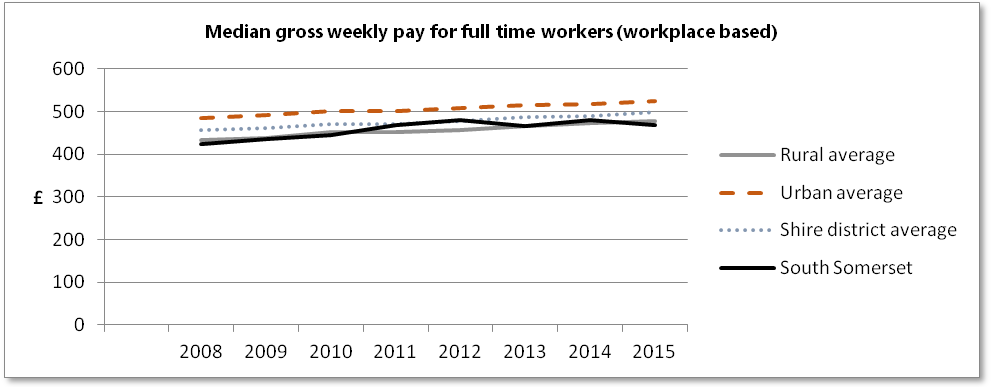 Median gross weekly pay for full time workers (workplace based)
600
500
400
300
200
100
0
£
2008 2009 2010 2011 2012 2013 2014 2015
Rural average
Urban average
Shire district average
South Somerset